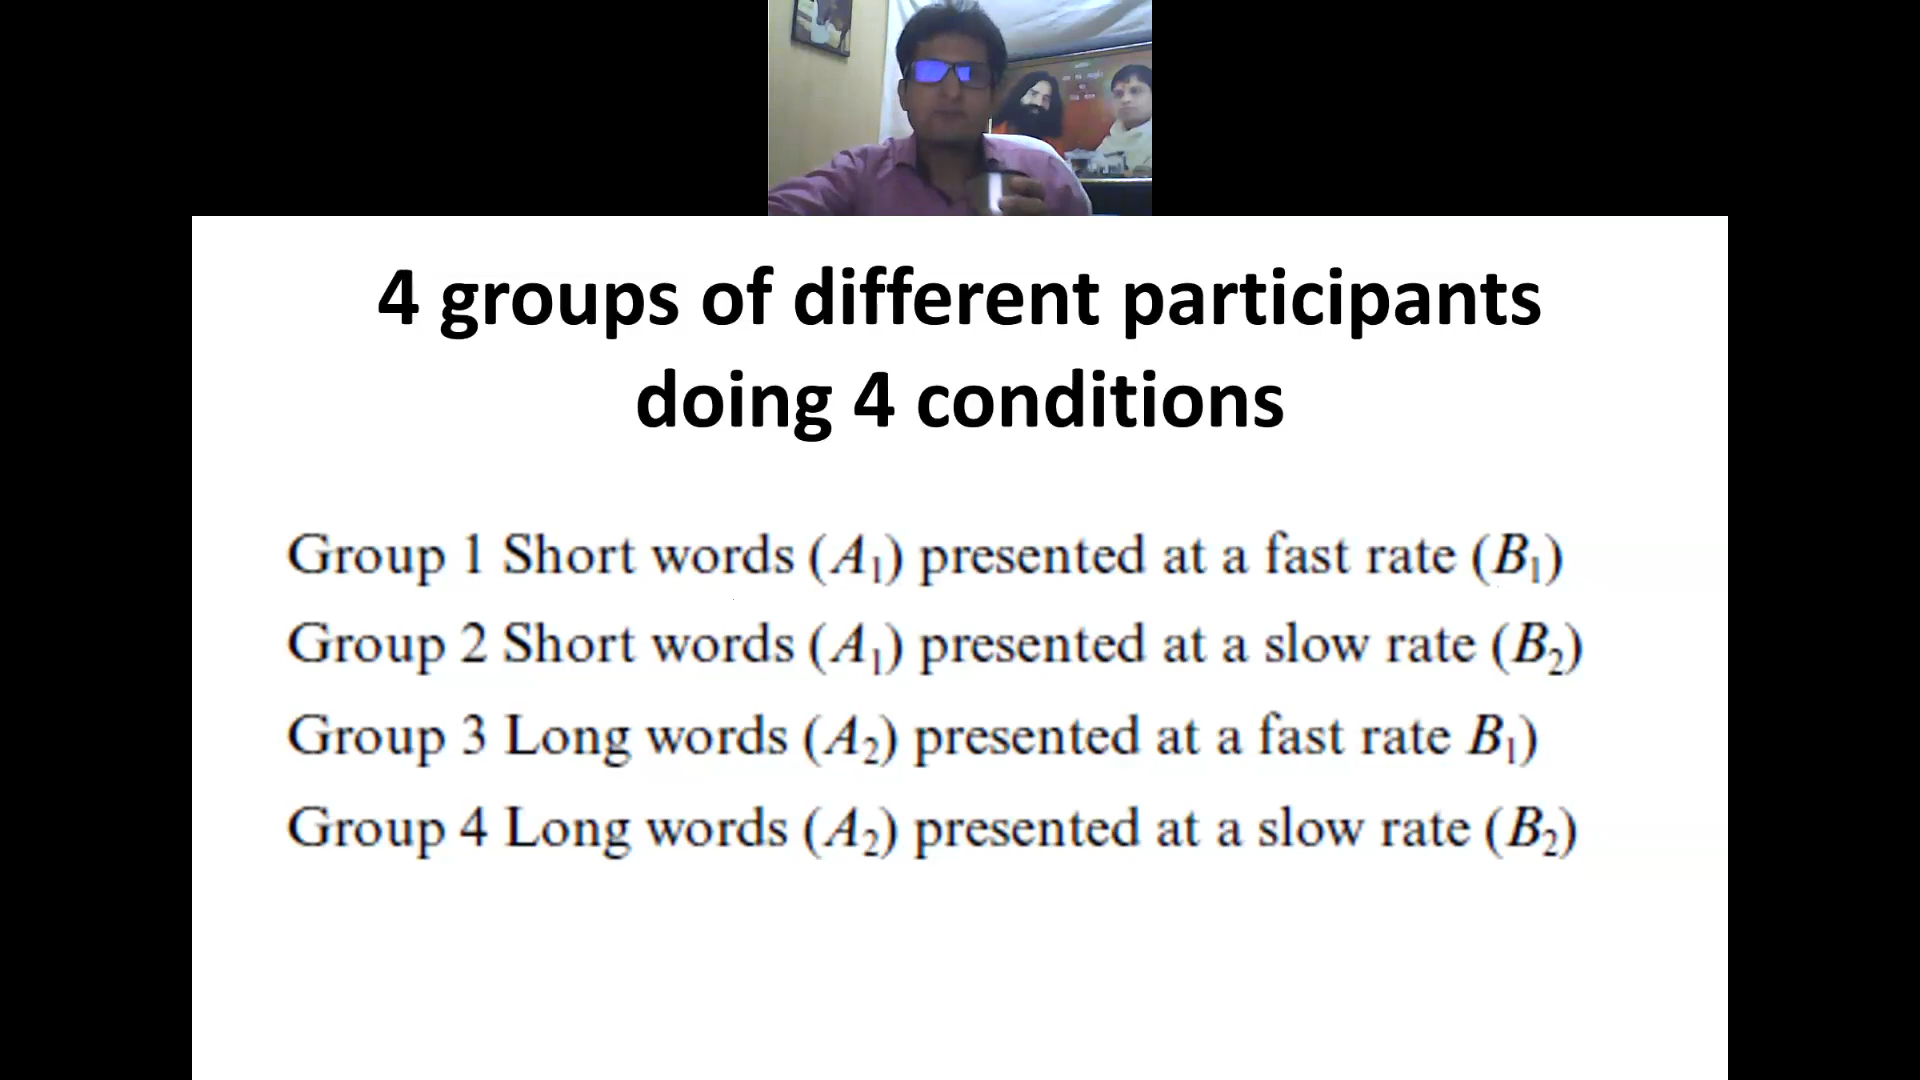 4 groups of different participants
doing 4 conditions
Group 1 Short words (A₁) presented at a fast rate (B₁)
Group 2 Short words (A₁) presented at a slow rate (B₂)
Group 3 Long words (A₂) presented at a fast rate B₁)
Group 4 Long words (A₂) presented at a slow rate (B₂)